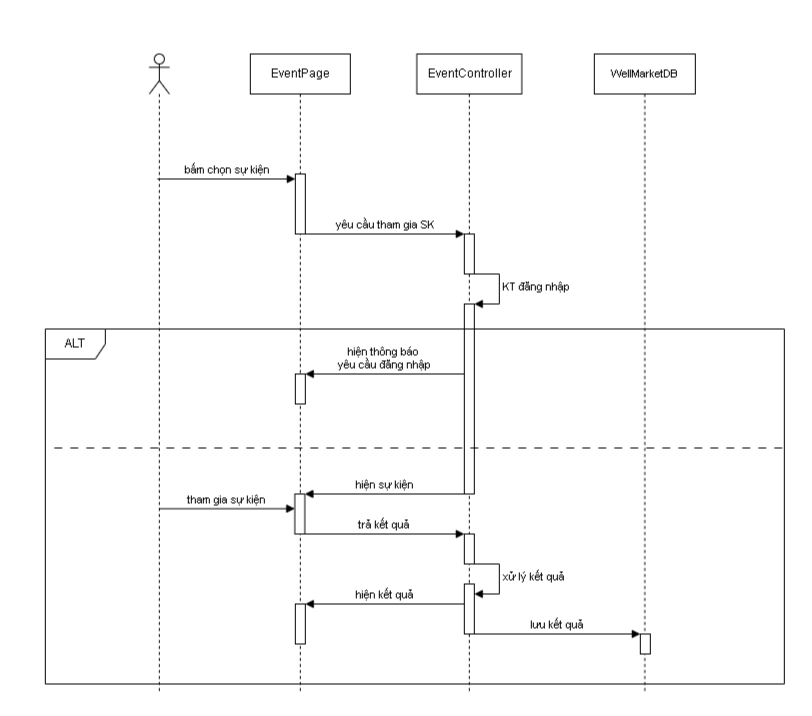 EventPage
EventController
WellMarketDB
bấm chọn sự kiện
yêu cầu tham gia SK
KT đăng nhập
ALT
hiện thông báo
yêu cầu đăng nhập
hiện sự kiện
tham gia sự kiện
trả kết quả
xử lý kết quả
hiện kết quả
lưu kết quả